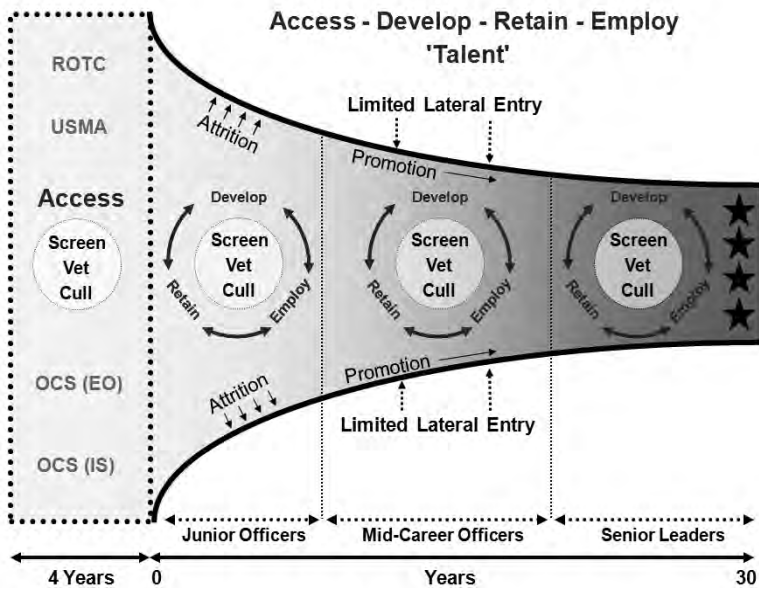 Access - Develop - Retain - Employ
'Talent'
ROTC
USMA
Access
Screen
Vet
Cull
OCS (EO)
OCS (IS)
Attrition
Limited Lateral Entry
Promotion
Develop
Screen
Vet
Cull
Retain
Employ
Develop
Screen
Vet
Cull
Retain
Employ
Develop
Screen
Vet
Cull
Retain
Employ
Attrition
Promotion
Limited Lateral Entry
Junior Officers
Mid-Career Officers
Senior Leaders
4 Years
0
Years
30